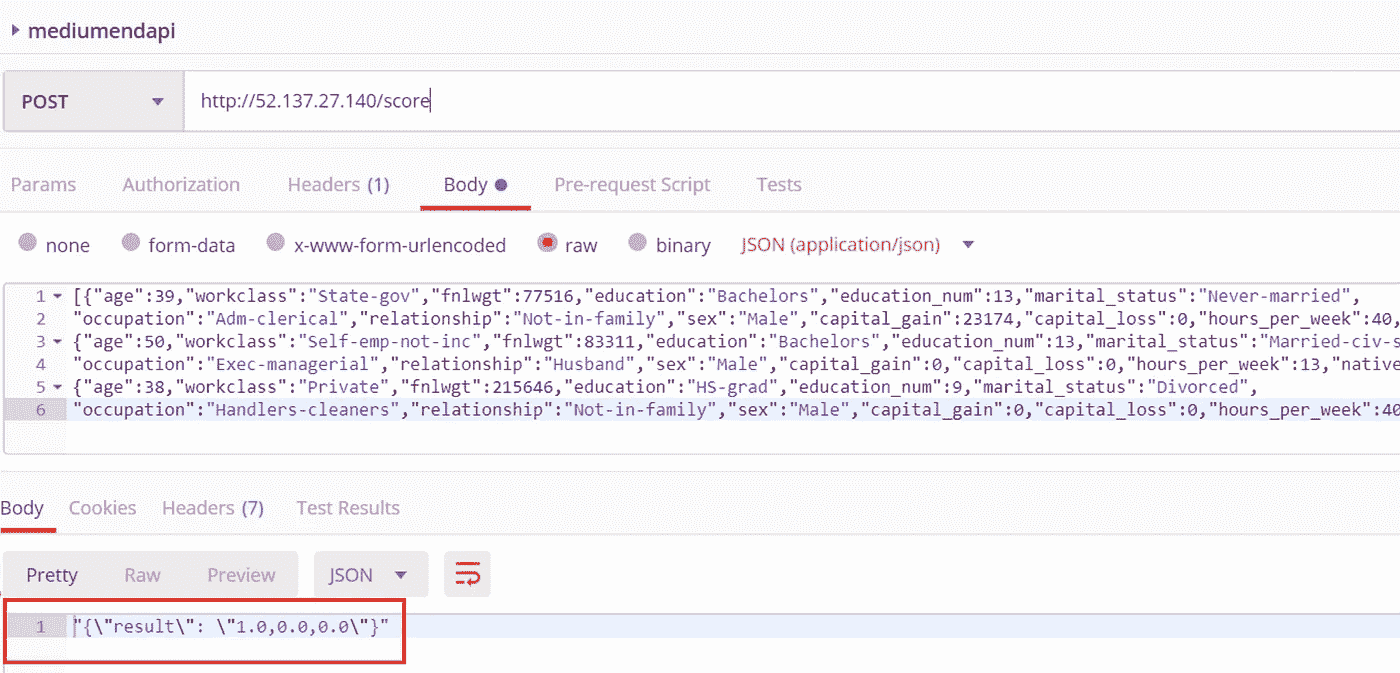 mediumendapi
POST http://52.137.27.140/score
Params Authorization Headers (1) Body Pre-request Script Tests
none form-data x-www-form-urlencoded raw binary JSON (application/json)
1 [{"age":39,"workclass":"State-gov","fnlwgt":77516,"education":"Bachelors","education_num":13,"marital_status":"Never-married",
2 "occupation":"Adm-clerical","relationship":"Not-in-family","sex":"Male","capital_gain":23174,"capital_loss":0,"hours_per_week":40,
3 {"age":50,"workclass":"Self-emp-not-inc","fnlwgt":83311,"education":"Bachelors","education_num":13,"marital_status":"Married-civ-s
4 "occupation":"Exec-managerial","relationship":"Husband","sex":"Male","capital_gain":0,"capital_loss":0,"hours_per_week":13,"native
5 {"age":38,"workclass":"Private","fnlwgt":215646,"education":"HS-grad","education_num":9,"marital_status":"Divorced",
6 "occupation":"Handlers-cleaners","relationship":"Not-in-family","sex":"Male","capital_gain":0,"capital_loss":0,"hours_per_week":40
Body Cookies Headers (7) Test Results
Pretty Raw Preview JSON
1 "{\"result\": \"1.0,0.0,0.0\"}"